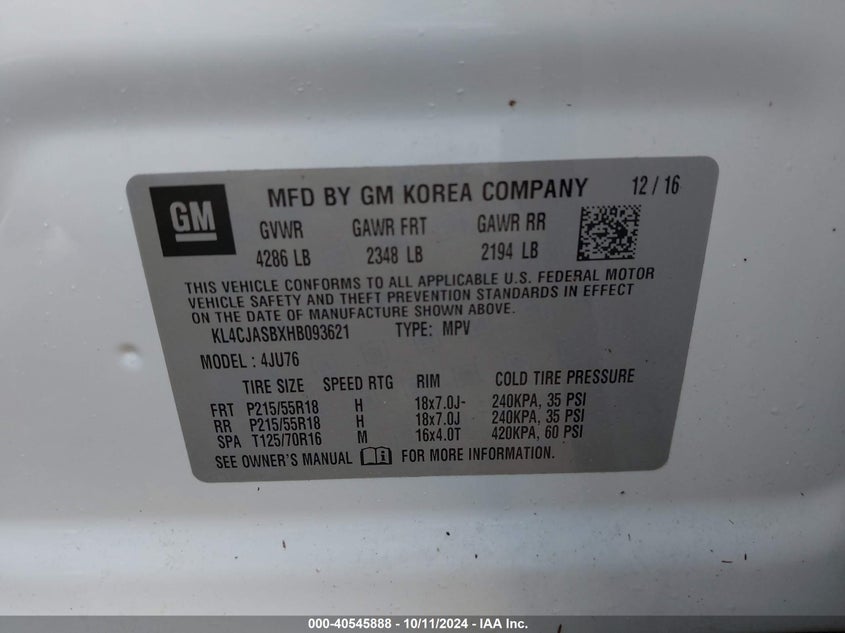 GM
MFD BY GM KOREA COMPANY 12 / 16
GVWR GAWR FRT GAWR RR
4286 LB 2348 LB 2194 LB
THIS VEHICLE CONFORMS TO ALL APPLICABLE U.S. FEDERAL MOTOR
VEHICLE SAFETY AND THEFT PREVENTION STANDARDS IN EFFECT
ON THE DATE OF MANUFACTURE SHOWN ABOVE.
KL4CJASBXHB093621 TYPE: MPV
MODEL : 4JU76
TIRE SIZE SPEED RTG RIM COLD TIRE PRESSURE
FRT P215/55R18 H 18x7.0J- 240KPA, 35 PSI
RR P215/55R18 H 18x7.0J 240KPA, 35 PSI
SPA T125/70R16 M 16x4.0T 420KPA, 60 PSI
SEE OWNER'S MANUAL FOR MORE INFORMATION.
000-40545888 - 10/11/2024 - IAA Inc.